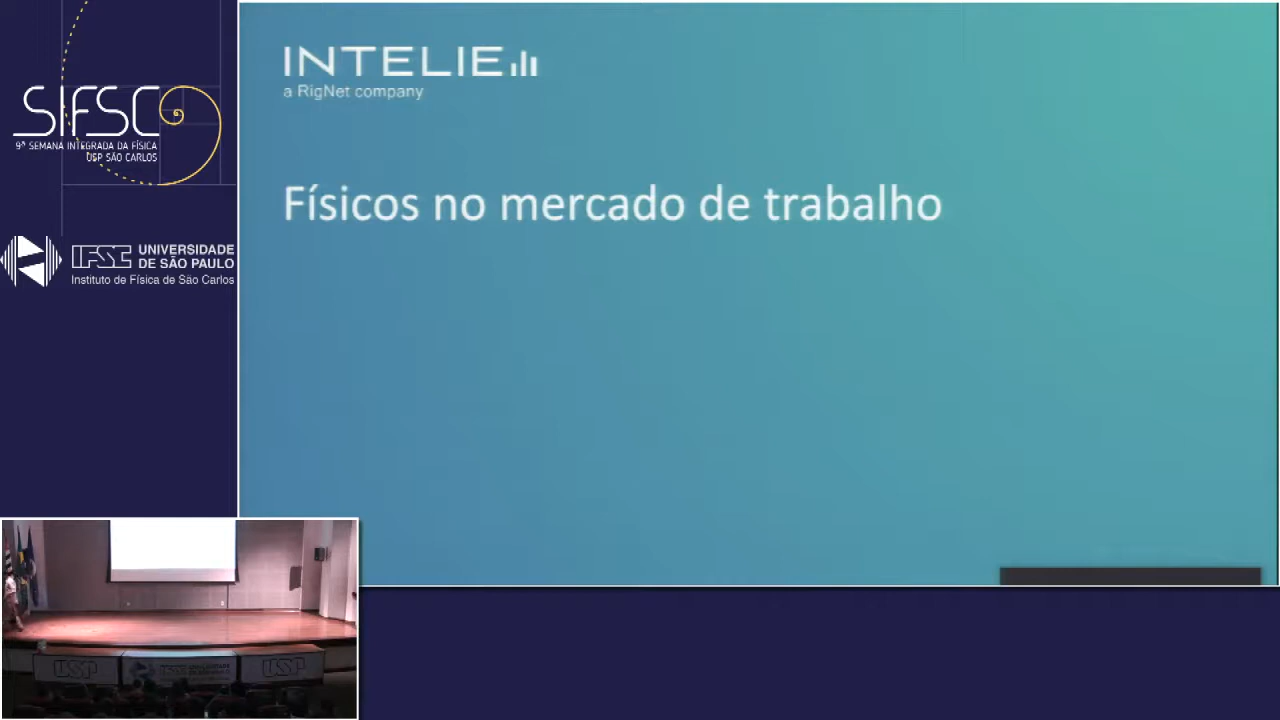 SIFSC
9ª SEMANA INTEGRADA DA FÍSICA
USP SÃO CARLOS
IFSC UNIVERSIDADE
DE SÃO PAULO
Instituto de Física de São Carlos
INTELIE
a RigNet company
Físicos no mercado de trabalho
USP
USP